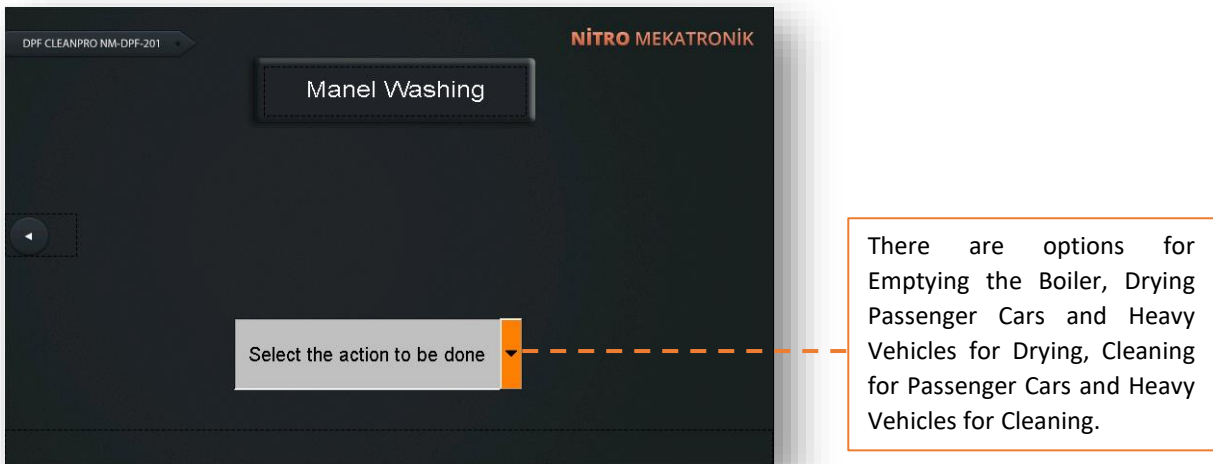 DPF CLEANPRO NM-DPF-201
NİTRO MEKATRONİK
Manel Washing
Select the action to be done
There are options for
Emptying the Boiler, Drying
Passenger Cars and Heavy
Vehicles for Drying, Cleaning
for Passenger Cars and Heavy
Vehicles for Cleaning.